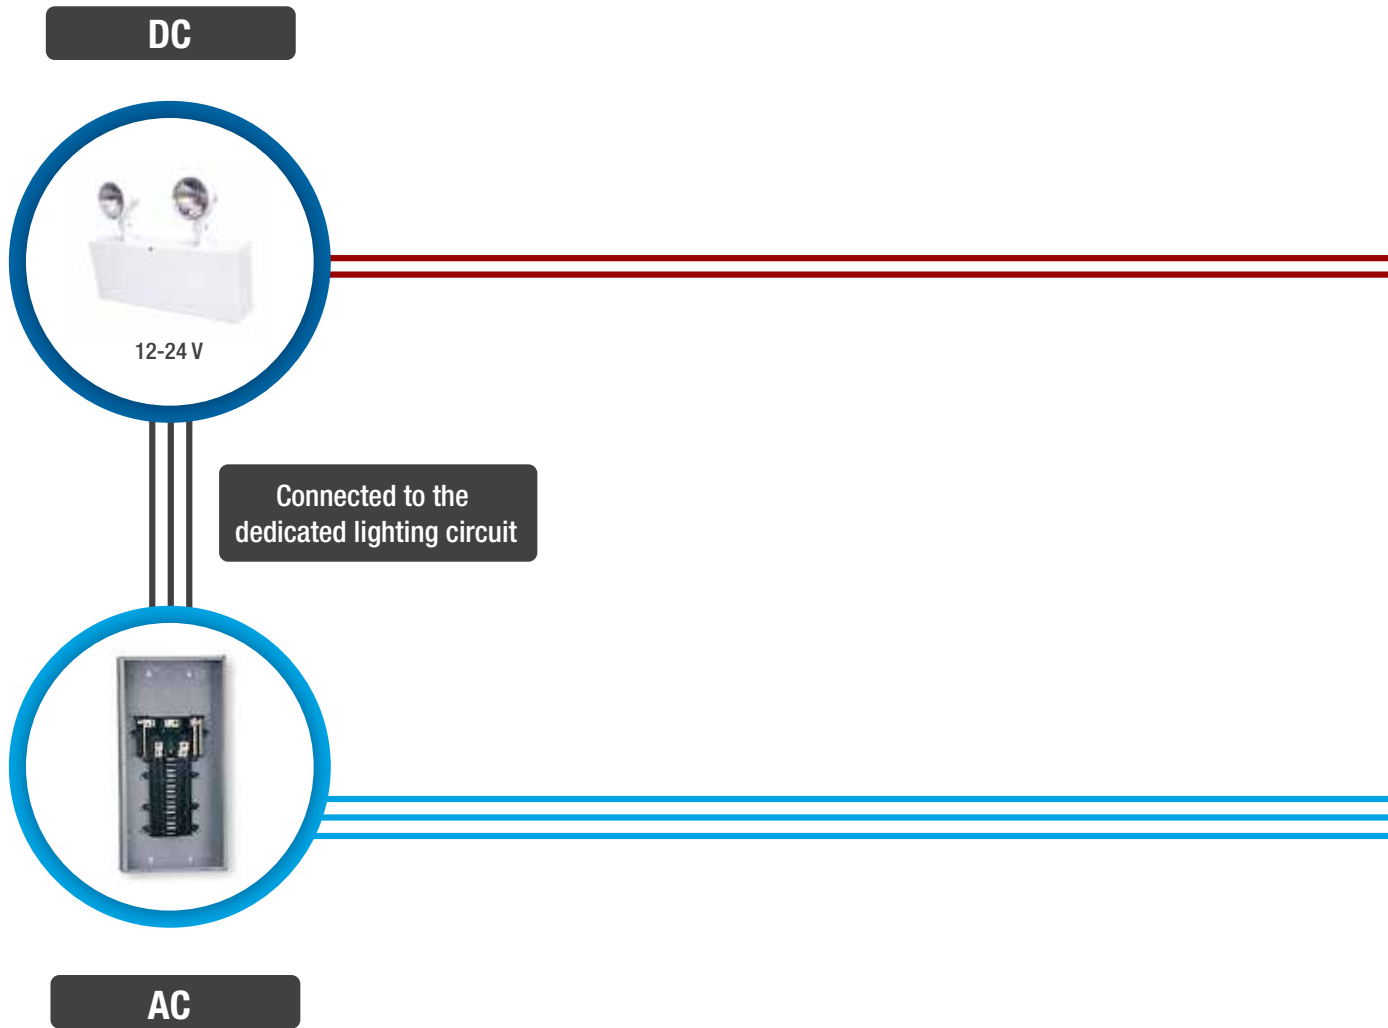 DC
12-24 V
Connected to the
dedicated lighting circuit
AC